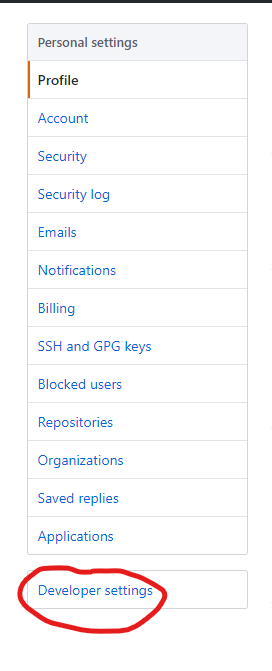 Personal settings
Profile
Account
Security
Security log
Emails
Notifications
Billing
SSH and GPG keys
Blocked users
Repositories
Organizations
Saved replies
Applications
Developer settings